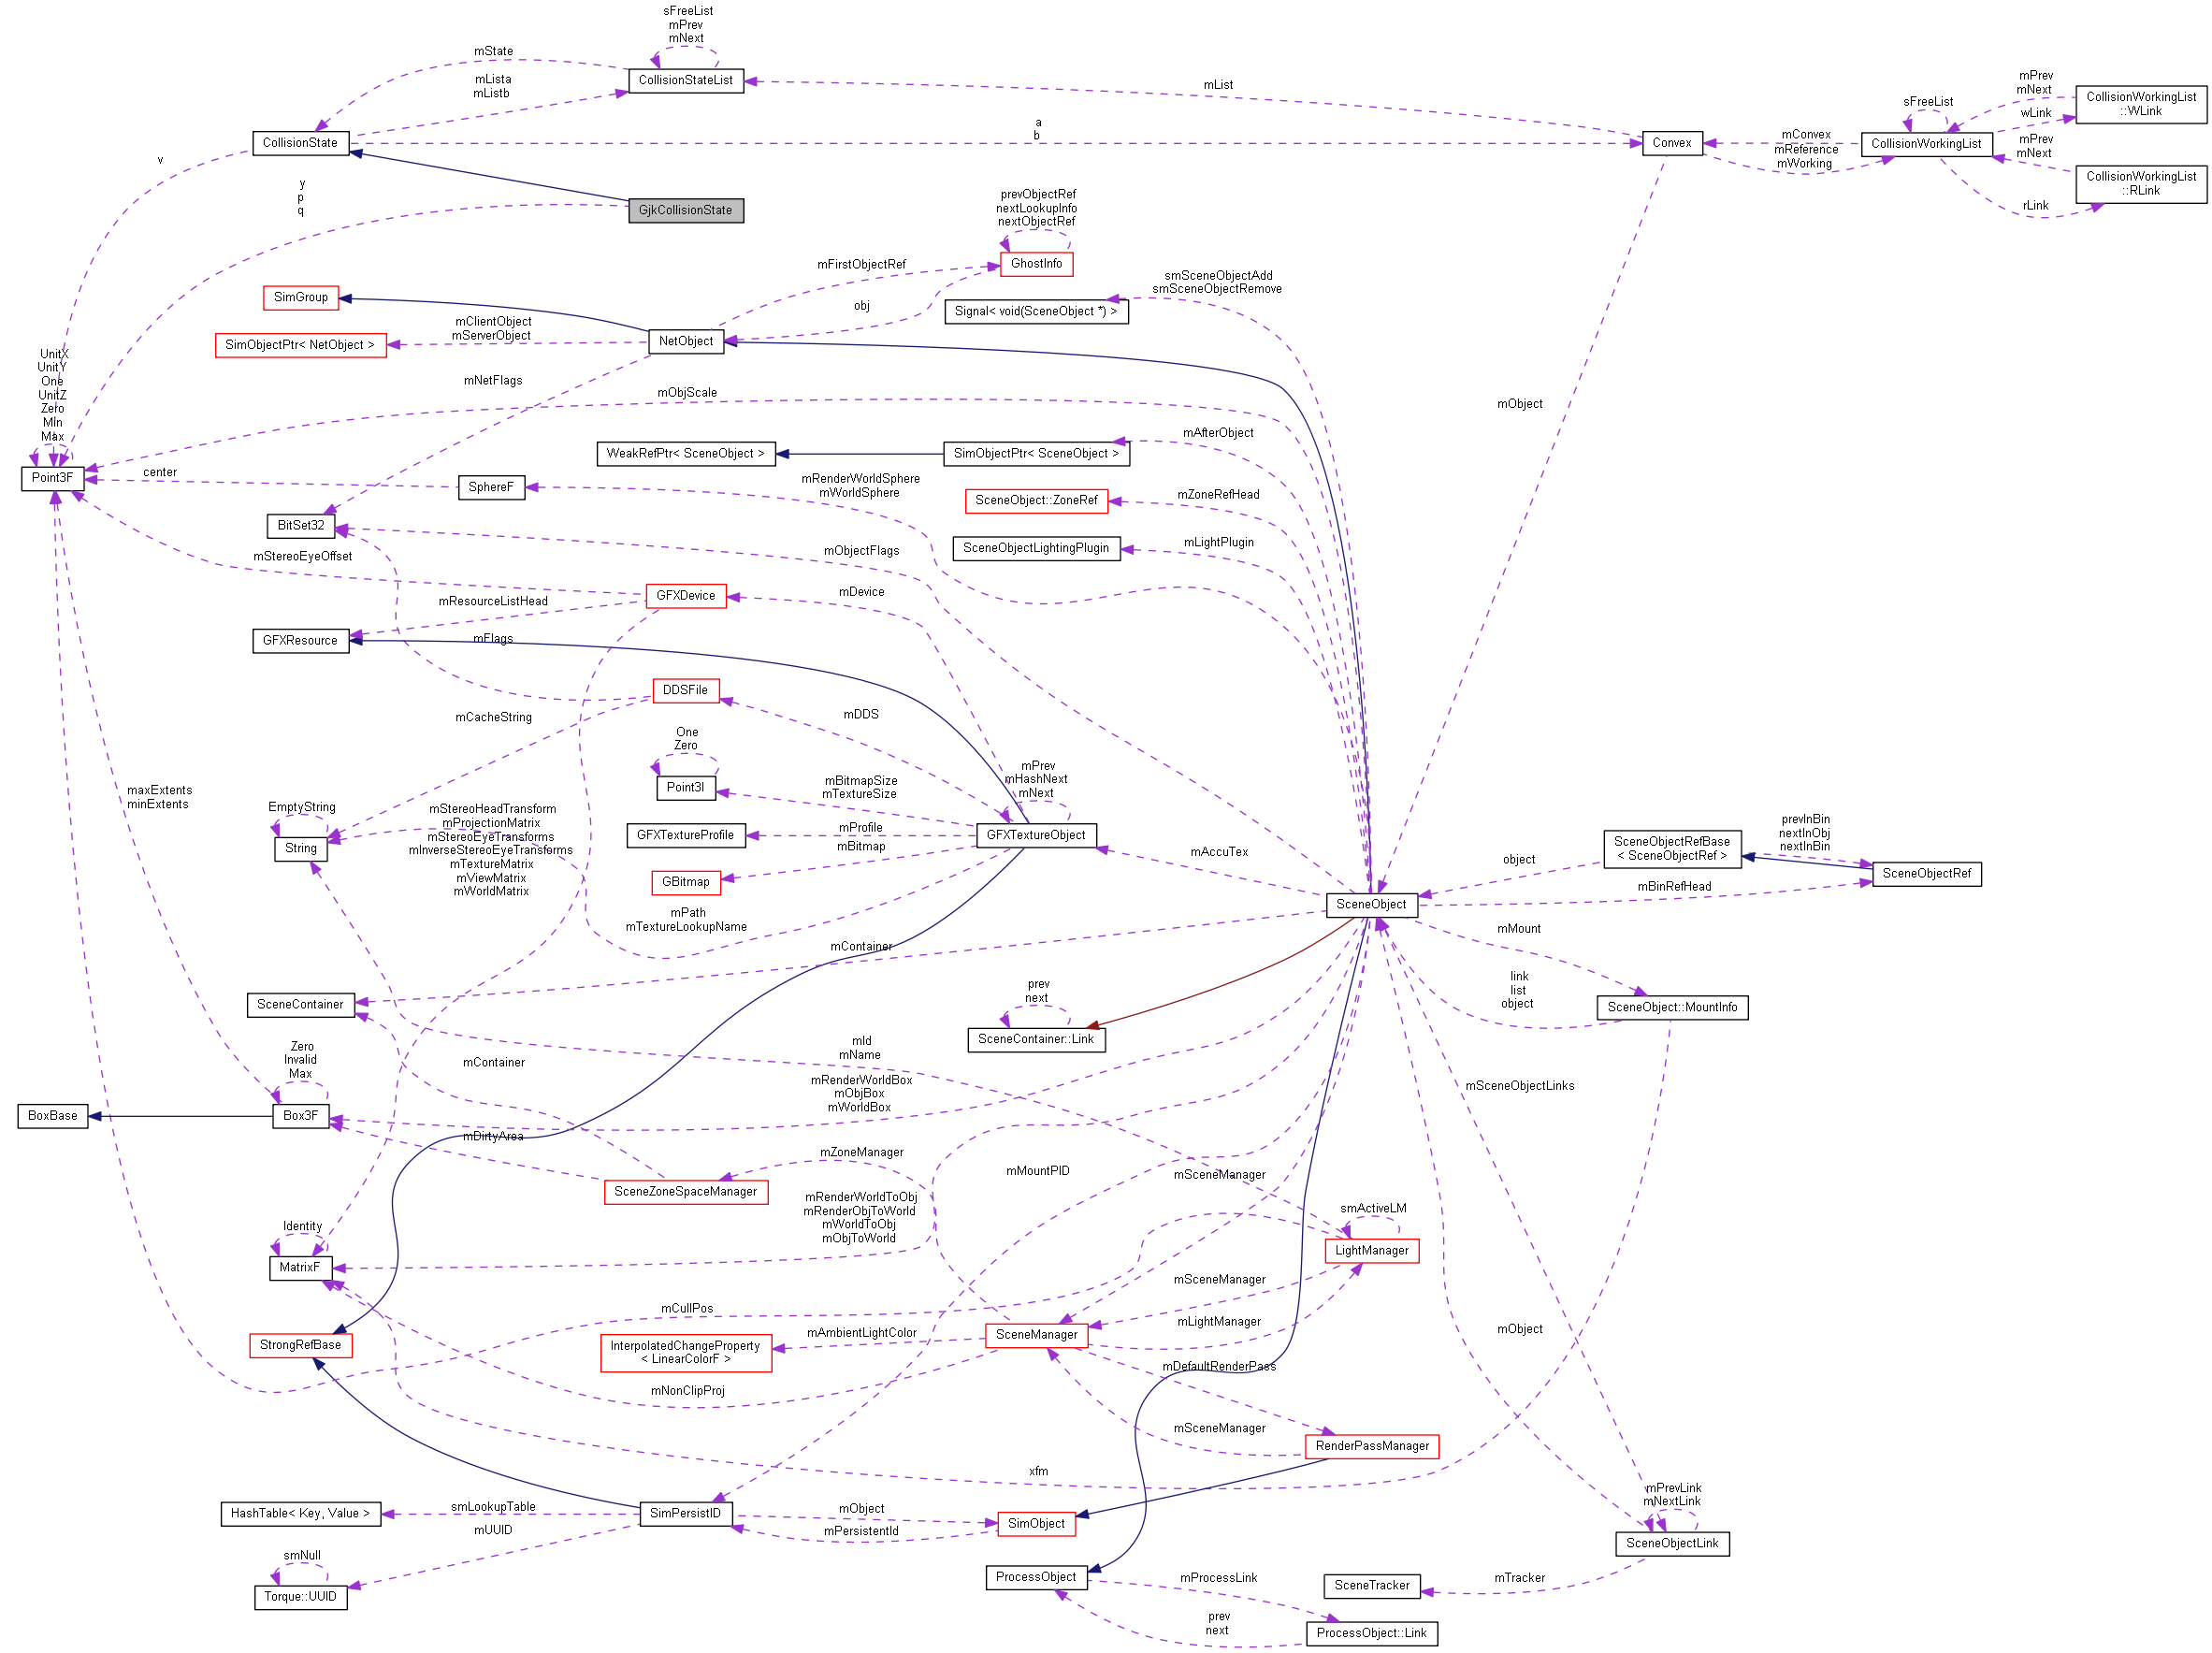 sFreeList
mPrev
mNext
mState
CollisionStateList
mLista
mListb
mList
mPrev
mNext
CollisionWorkingList
::WLink
sFreeList
wLink
CollisionState
a
b
Convex
mConvex
CollisionWorkingList
mReference
mWorking
mPrev
mNext
CollisionWorkingList
::RLink
rLink
v
y
p
q
GjkCollisionState
prevObjectRef
nextLookupInfo
nextObjectRef
GhostInfo
mFirstObjectRef
smSceneObjectAdd
smSceneObjectRemove
SimGroup
obj
Signal< void(SceneObject *) >
mClientObject
mServerObject
SimObjectPtr< NetObject >
NetObject
UnitX
UnitY
One
UnitZ
Zero
Min
Max
mNetFlags
mObjScale
mObject
Point3F
center
WeakRefPtr< SceneObject >
SimObjectPtr< SceneObject >
mAfterObject
SphereF
mRenderWorldSphere
mWorldSphere
SceneObject::ZoneRef
mZoneRefHead
BitSet32
mStereoEyeOffset
mObjectFlags
SceneObjectLightingPlugin
mLightPlugin
mResourceListHead
GFXDevice
mDevice
GFXResource
mFlags
DDSFile
mCacheString
mDDS
One
Zero
Point3I
mBitmapSize
mTextureSize
mPrev
mHashNext
mNext
maxExtents
minExtents
EmptyString
String
mStereoHeadTransform
mProjectionMatrix
mStereoEyeTransforms
mInverseStereoEyeTransforms
mTextureMatrix
mViewMatrix
mWorldMatrix
GFXTextureProfile
mProfile
mBitmap
GFXTextureObject
GBitmap
mAccuTex
object
SceneObjectRefBase
< SceneObjectRef >
prevInBin
nextInObj
nextInBin
SceneObjectRef
mBinRefHead
mPath
mTextureLookupName
SceneObject
mMount
mContainer
SceneContainer
prev
next
SceneContainer::Link
link
list
object
SceneObject::MountInfo
Zero
Invalid
Max
mContainer
mId
mName
BoxBase
Box3F
mRenderWorldBox
mObjBox
mWorldBox
mSceneObjectLinks
mDirtyArea
mZoneManager
mMountPID
mSceneManager
SceneZoneSpaceManager
mRenderWorldToObj
mRenderObjToWorld
mWorldToObj
mObjToWorld
smActiveLM
Identity
LightManager
MatrixF
mSceneManager
mCullPos
mLightManager
StrongRefBase
InterpolatedChangeProperty
< LinearColorF >
mAmbientLightColor
SceneManager
mObject
mDefaultRenderPass
mNonClipProj
mSceneManager
RenderPassManager
xfm
mPrevLink
mNextLink
HashTable< Key, Value >
smLookupTable
SimPersistID
mObject
SimObject
mUUID
mPersistentId
SceneObjectLink
smNull
Torque::UUID
ProcessObject
mProcessLink
SceneTracker
mTracker
prev
next
ProcessObject::Link